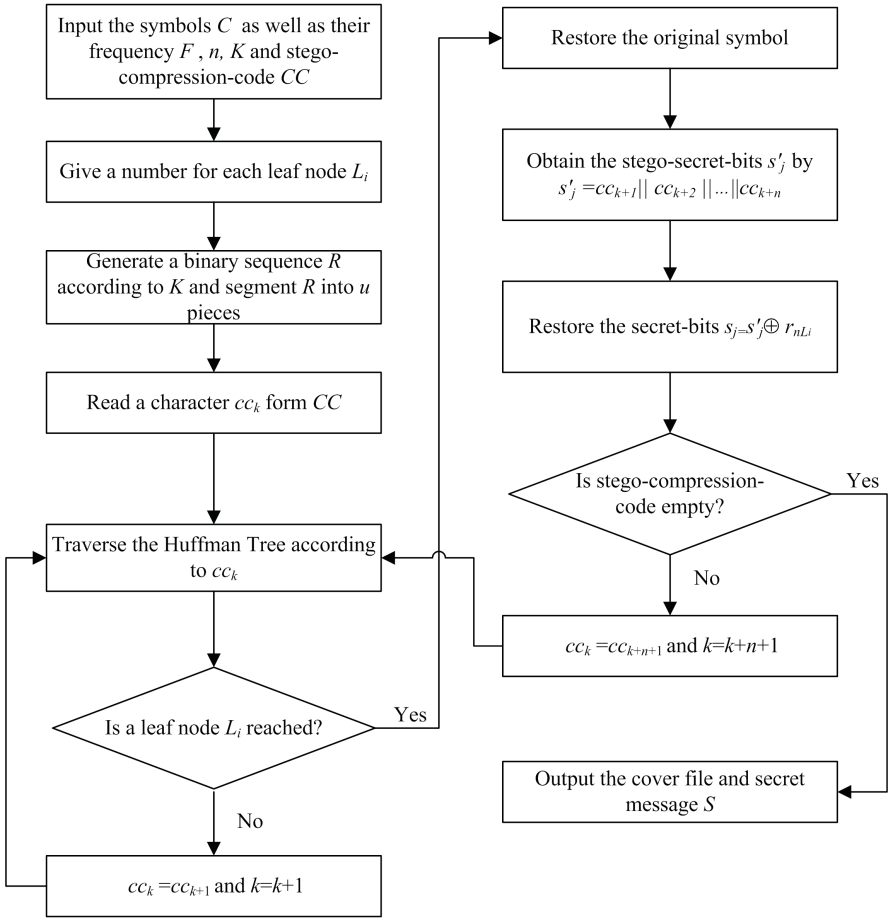 Input the symbols C as well as their
frequency F , n, K and stego-
compression-code CC
Give a number for each leaf node Lᵢ
Generate a binary sequence R
according to K and segment R into u
pieces
Read a character ccₖ form CC
Traverse the Huffman Tree according
to ccₖ
Is a leaf node Lᵢ reached?
Yes
No
ccₖ =ccₖ₊₁ and k=k+1
Restore the original symbol
Obtain the stego-secret-bits s'ⱼ by
s'ⱼ =ccₖ₊₁|| ccₖ₊₂ ||...||ccₖ₊ₙ
Restore the secret-bits sⱼ=s'ⱼ⊕ r_{nLᵢ}
Is stego-compression-
code empty?
Yes
No
ccₖ =ccₖ₊ₙ₊₁ and k=k+n+1
Output the cover file and secret
message S